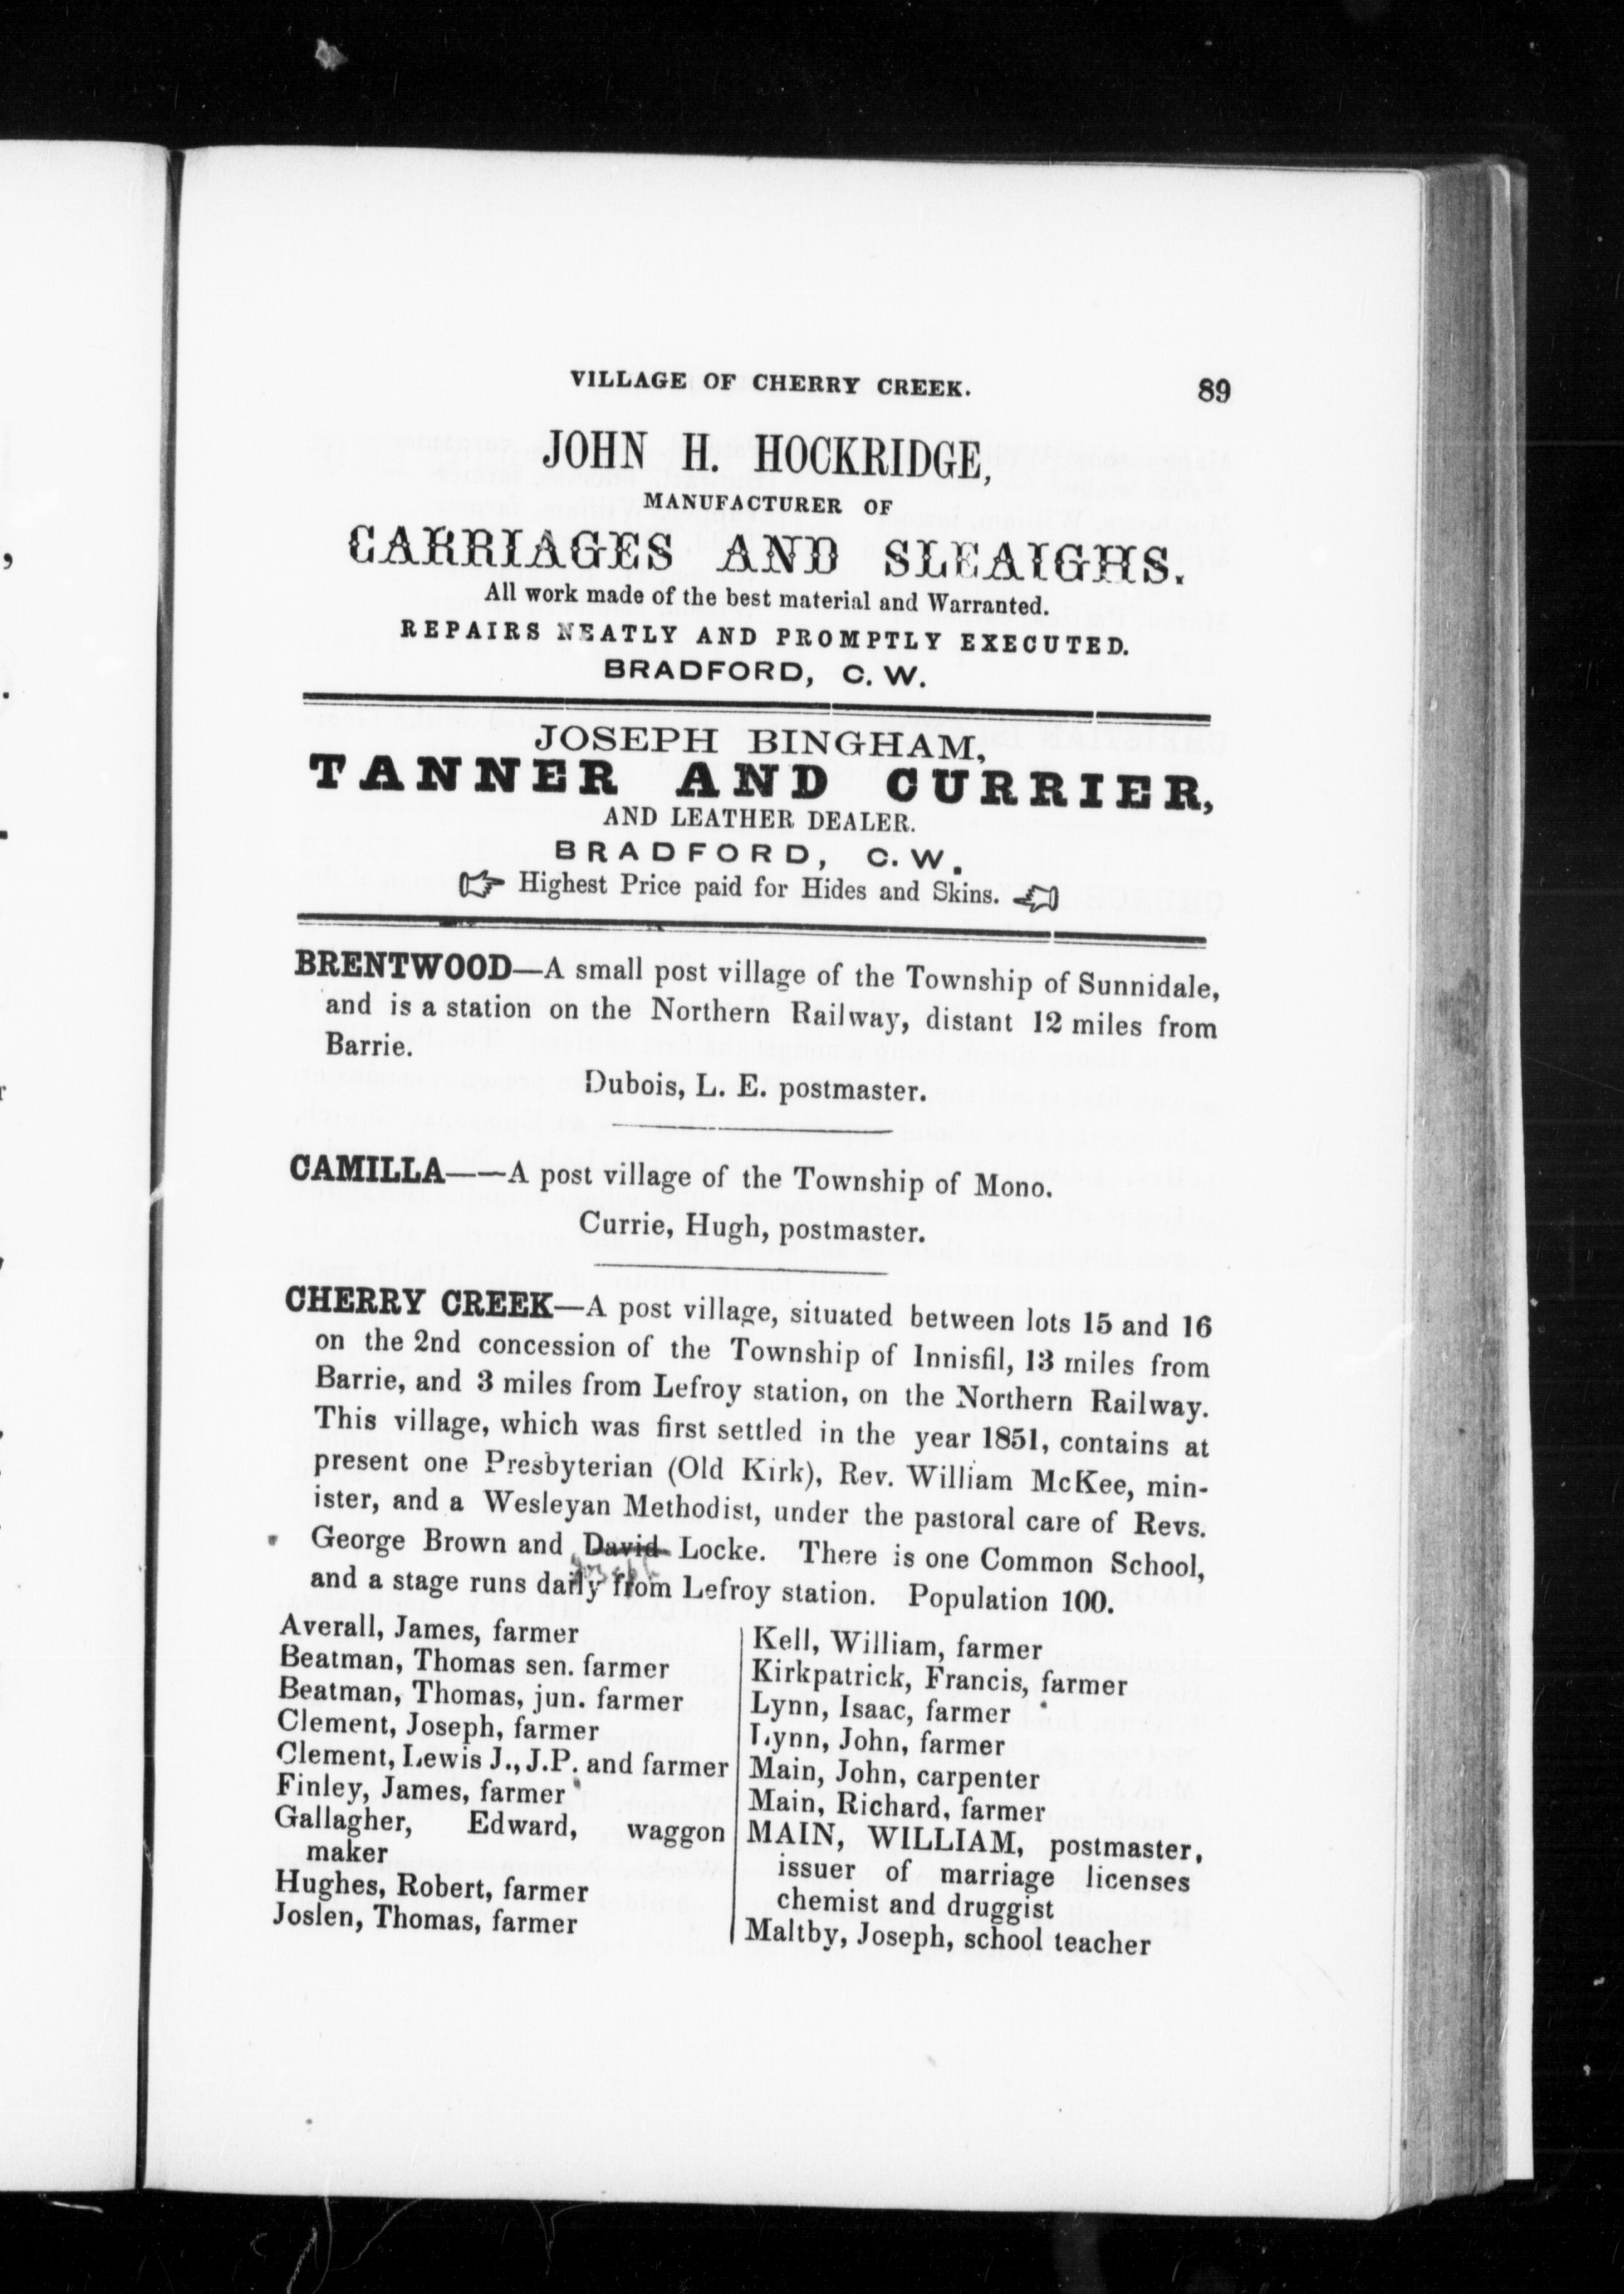 VILLAGE OF CHERRY CREEK. 89
JOHN H. HOCKRIDGE,
MANUFACTURER OF
CARRIAGES AND SLEAIGHS.
All work made of the best material and Warranted.
REPAIRS NEATLY AND PROMPTLY EXECUTED.
BRADFORD, C. W.
JOSEPH BINGHAM,
TANNER AND CURRIER,
AND LEATHER DEALER.
BRADFORD, C. W.
Highest Price paid for Hides and Skins.
BRENTWOOD—A small post village of the Township of Sunnidale,
and is a station on the Northern Railway, distant 12 miles from
Barrie.
Dubois, L. E. postmaster.
CAMILLA——A post village of the Township of Mono.
Currie, Hugh, postmaster.
CHERRY CREEK—A post village, situated between lots 15 and 16
on the 2nd concession of the Township of Innisfil, 13 miles from
Barrie, and 3 miles from Lefroy station, on the Northern Railway.
This village, which was first settled in the year 1851, contains at
present one Presbyterian (Old Kirk), Rev. William McKee, min-
ister, and a Wesleyan Methodist, under the pastoral care of Revs.
George Brown and David Locke. There is one Common School,
Joseph
and a stage runs daily from Lefroy station. Population 100.
Averall, James, farmer
Beatman, Thomas sen. farmer
Beatman, Thomas, jun. farmer
Clement, Joseph, farmer
Clement, Lewis J., J.P. and farmer
Finley, James, farmer
Gallagher, Edward, waggon
maker
Hughes, Robert, farmer
Joslen, Thomas, farmer
Kell, William, farmer
Kirkpatrick, Francis, farmer
Lynn, Isaac, farmer
Lynn, John, farmer
Main, John, carpenter
Main, Richard, farmer
MAIN, WILLIAM, postmaster,
issuer of marriage licenses
chemist and druggist
Maltby, Joseph, school teacher